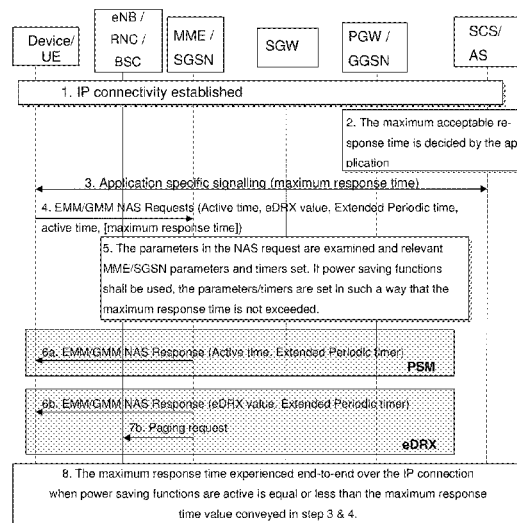 Device/
UE
eNB /
RNC /
BSC
MME /
SGSN
SGW
PGW /
GGSN
SCS/
AS
1. IP connectivity established
2. The maximum acceptable re-
sponse time is decided by the ap
plication
3. Application specific signalling (maximum response time)
4. EMM/GMM NAS Requests (Active time, eDRX value, Extended Periodic time,
active time, [maximum response time])
5. The parameters in the NAS request are examined and relevant
MME/SGSN parameters and timers set. If power saving functions
shall be used, the parameters/timers are set in such a way that the
maximum response time is not exceeded.
6a. EMM/GMM NAS Response (Active time, Extended Periodic timer)
PSM
6b. EMM/GMM NAS Response (eDRX value, Extended Periodic timer)
7b. Paging request
eDRX
8. The maximum response time experienced end-to-end over the IP connection
when power saving functions are active is equal or less than the maximum response
time value conveyed in step 3 & 4.